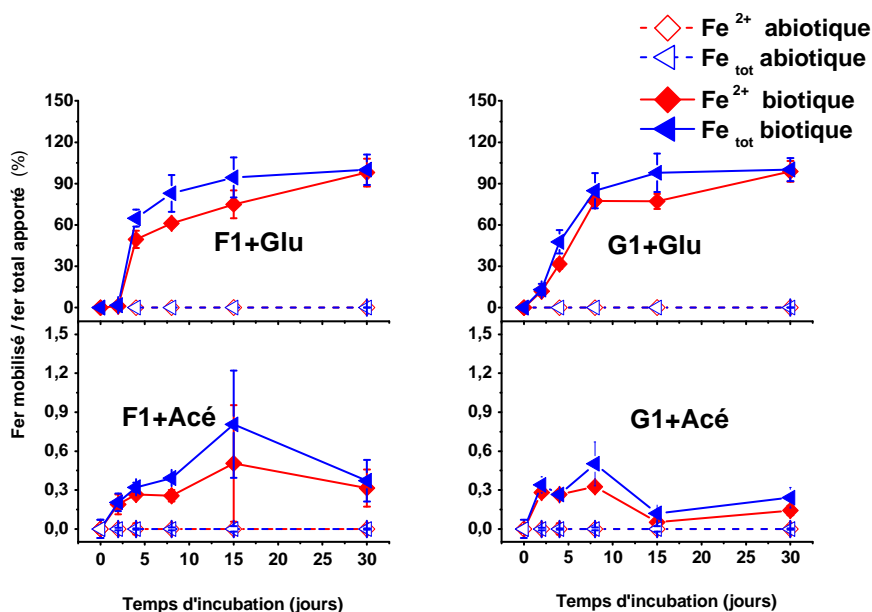 Fe 2+ abiotique
Fe tot abiotique
Fe 2+ biotique
Fe tot biotique
Fer mobilisé / fer total apporté (%)
150
120
90
60
30
0
F1+Glu
150
120
90
60
30
0
G1+Glu
1,5
1,2
0,9
0,6
0,3
0,0
F1+Acé
0 5 10 15 20 25 30
Temps d'incubation (jours)
1,5
1,2
0,9
0,6
0,3
0,0
G1+Acé
0 5 10 15 20 25 30
Temps d'incubation (jours)